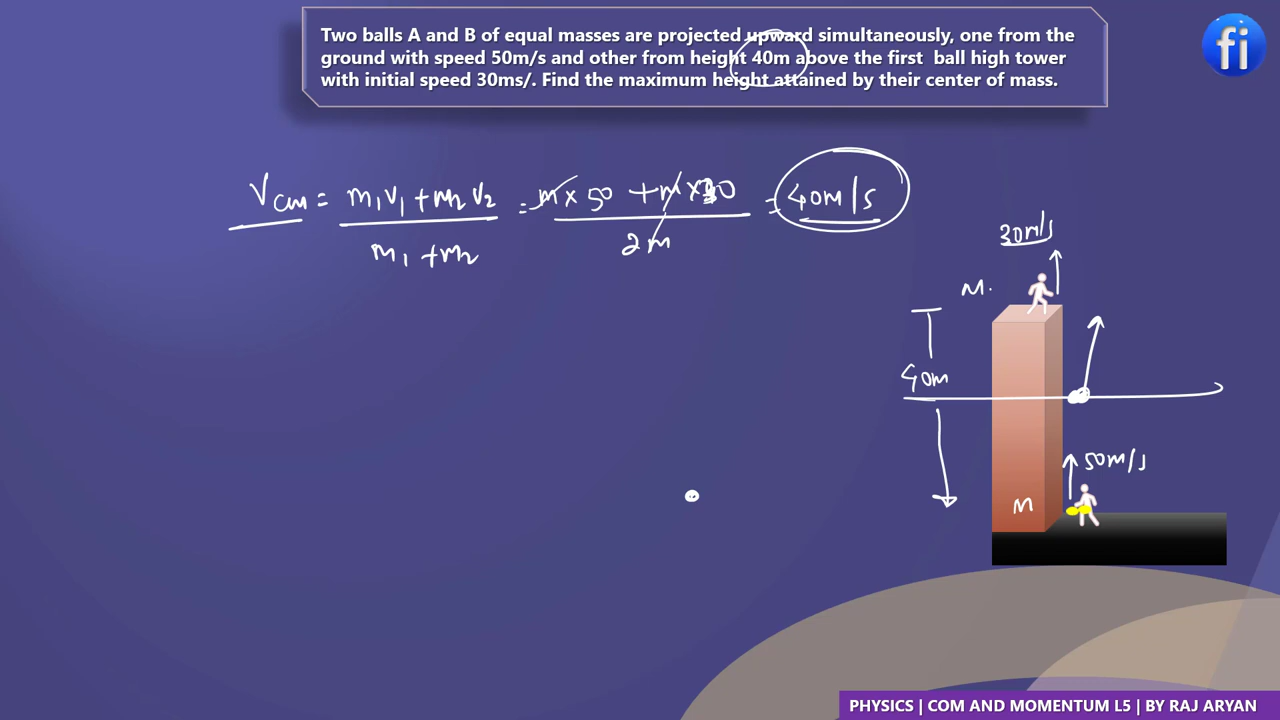 Two balls A and B of equal masses are projected upward simultaneously, one from the
ground with speed 50m/s and other from height 40m above the first ball high tower
with initial speed 30ms/. Find the maximum height attained by their center of mass.
fi
Vcm = m1v1 + m2v2 / m1 + m2 = m x 50 + m x 30 / 2m = 40m/s
30m/s
M.
40m
50m/s
M
PHYSICS | COM AND MOMENTUM L5 | BY RAJ ARYAN